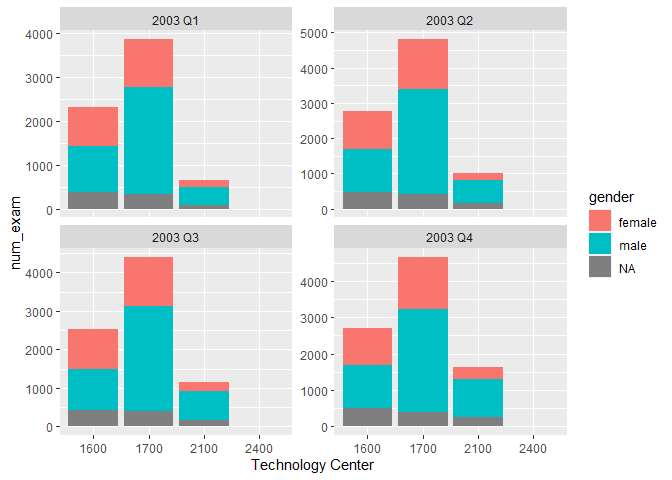 2003 Q1
2003 Q2
4000
3000
2000
1000
0
5000
4000
3000
2000
1000
0
num_exam
2003 Q3
2003 Q4
4000
3000
2000
1000
0
4000
3000
2000
1000
0
1600 1700 2100 2400
1600 1700 2100 2400
Technology Center
gender
female
male
NA